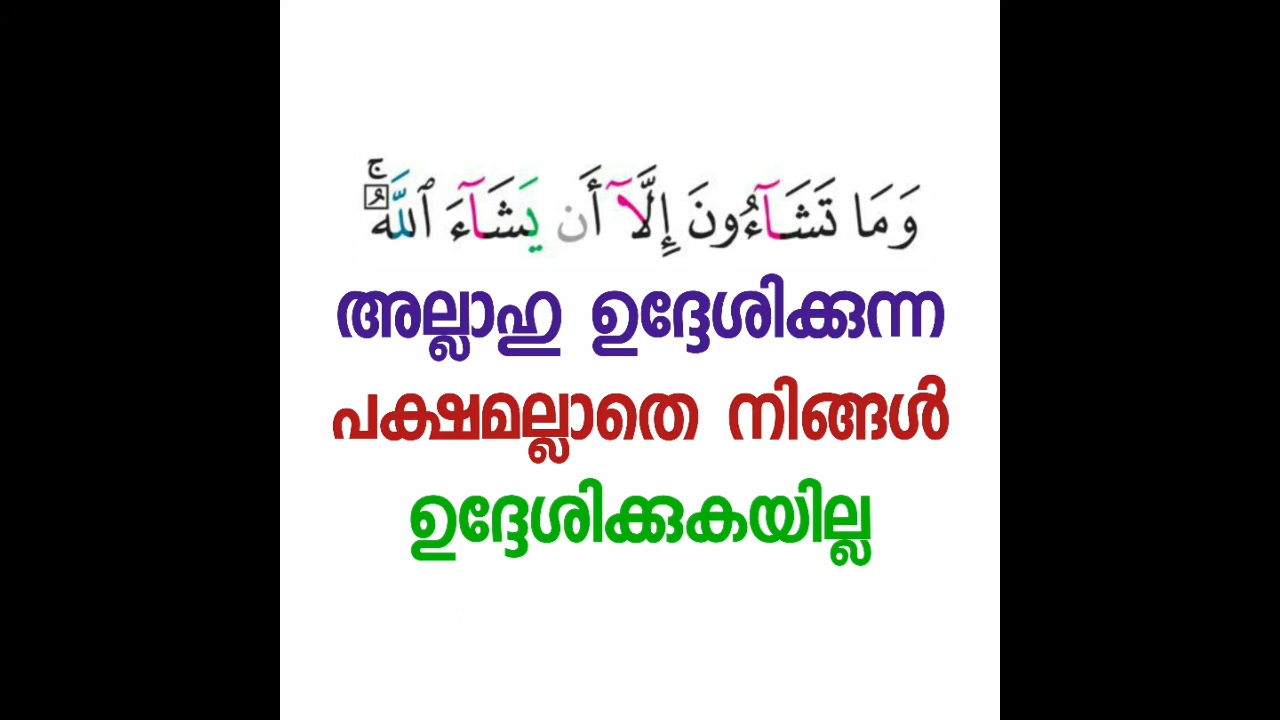 وَمَا تَشَآءُونَ إِلَّآ أَن يَشَآءَ ٱللَّهُۚ
അല്ലാഹു ഉദ്ദേശിക്കുന്ന
പക്ഷമല്ലാതെ നിങ്ങൾ
ഉദ്ദേശിക്കുകയില്ല